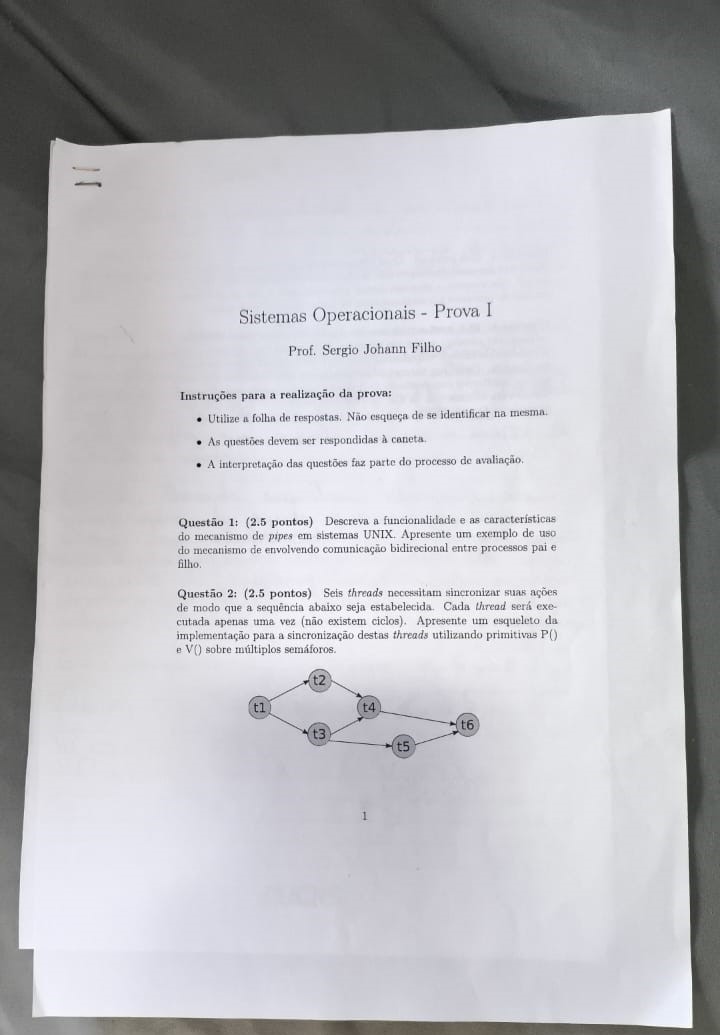 Sistemas Operacionais - Prova I
Prof. Sergio Johann Filho
Instruções para a realização da prova:
• Utilize a folha de respostas. Não esqueça de se identificar na mesma.
• As questões devem ser respondidas à caneta.
• A interpretação das questões faz parte do processo de avaliação.
Questão 1: (2.5 pontos) Descreva a funcionalidade e as características
do mecanismo de pipes em sistemas UNIX. Apresente um exemplo de uso
do mecanismo de envolvendo comunicação bidirecional entre processos pai e
filho.
Questão 2: (2.5 pontos) Seis threads necessitam sincronizar suas ações
de modo que a sequência abaixo seja estabelecida. Cada thread será exe-
cutada apenas uma vez (não existem ciclos). Apresente um esqueleto da
implementação para a sincronização destas threads utilizando primitivas P()
e V() sobre múltiplos semáforos.
t2
t1
t4
t6
t3
t5
1